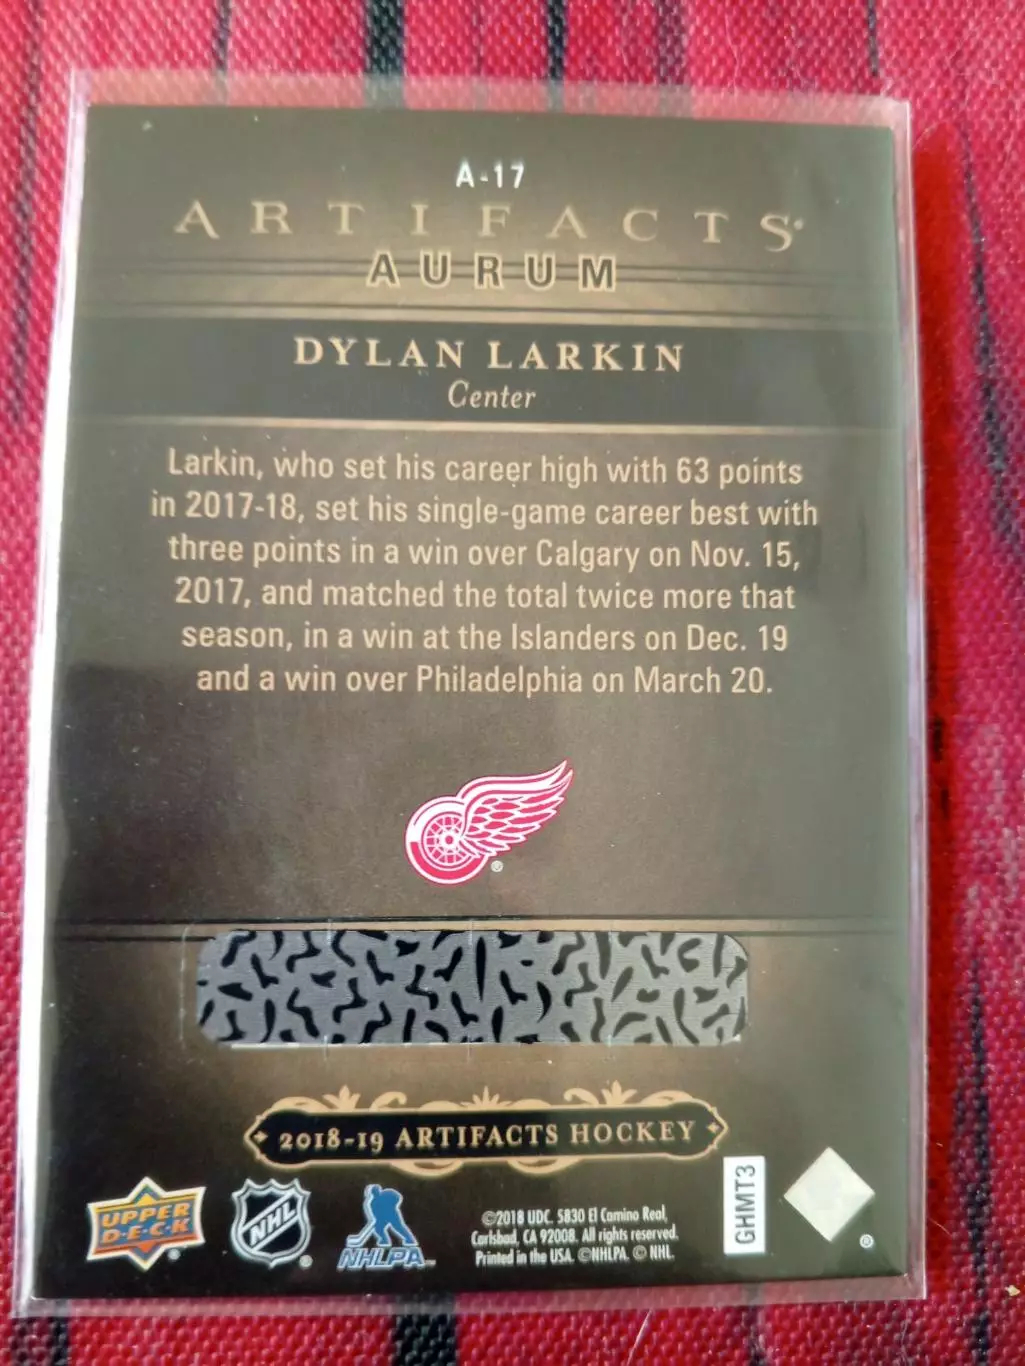 A-17
ARTIFACTS®
AURUM
DYLAN LARKIN
Center
Larkin, who set his career high with 63 points
in 2017-18, set his single-game career best with
three points in a win over Calgary on Nov. 15,
2017, and matched the total twice more that
season, in a win at the Islanders on Dec. 19
and a win over Philadelphia on March 20.
®
2018-19 ARTIFACTS HOCKEY
UPPER
D·E·C·K
®
NHL
®
NHLPA
©2018 UDC. 5830 El Camino Real,
Carlsbad, CA 92008. All rights reserved.
Printed in the USA. ©NHLPA. © NHL.
GHMT3
®